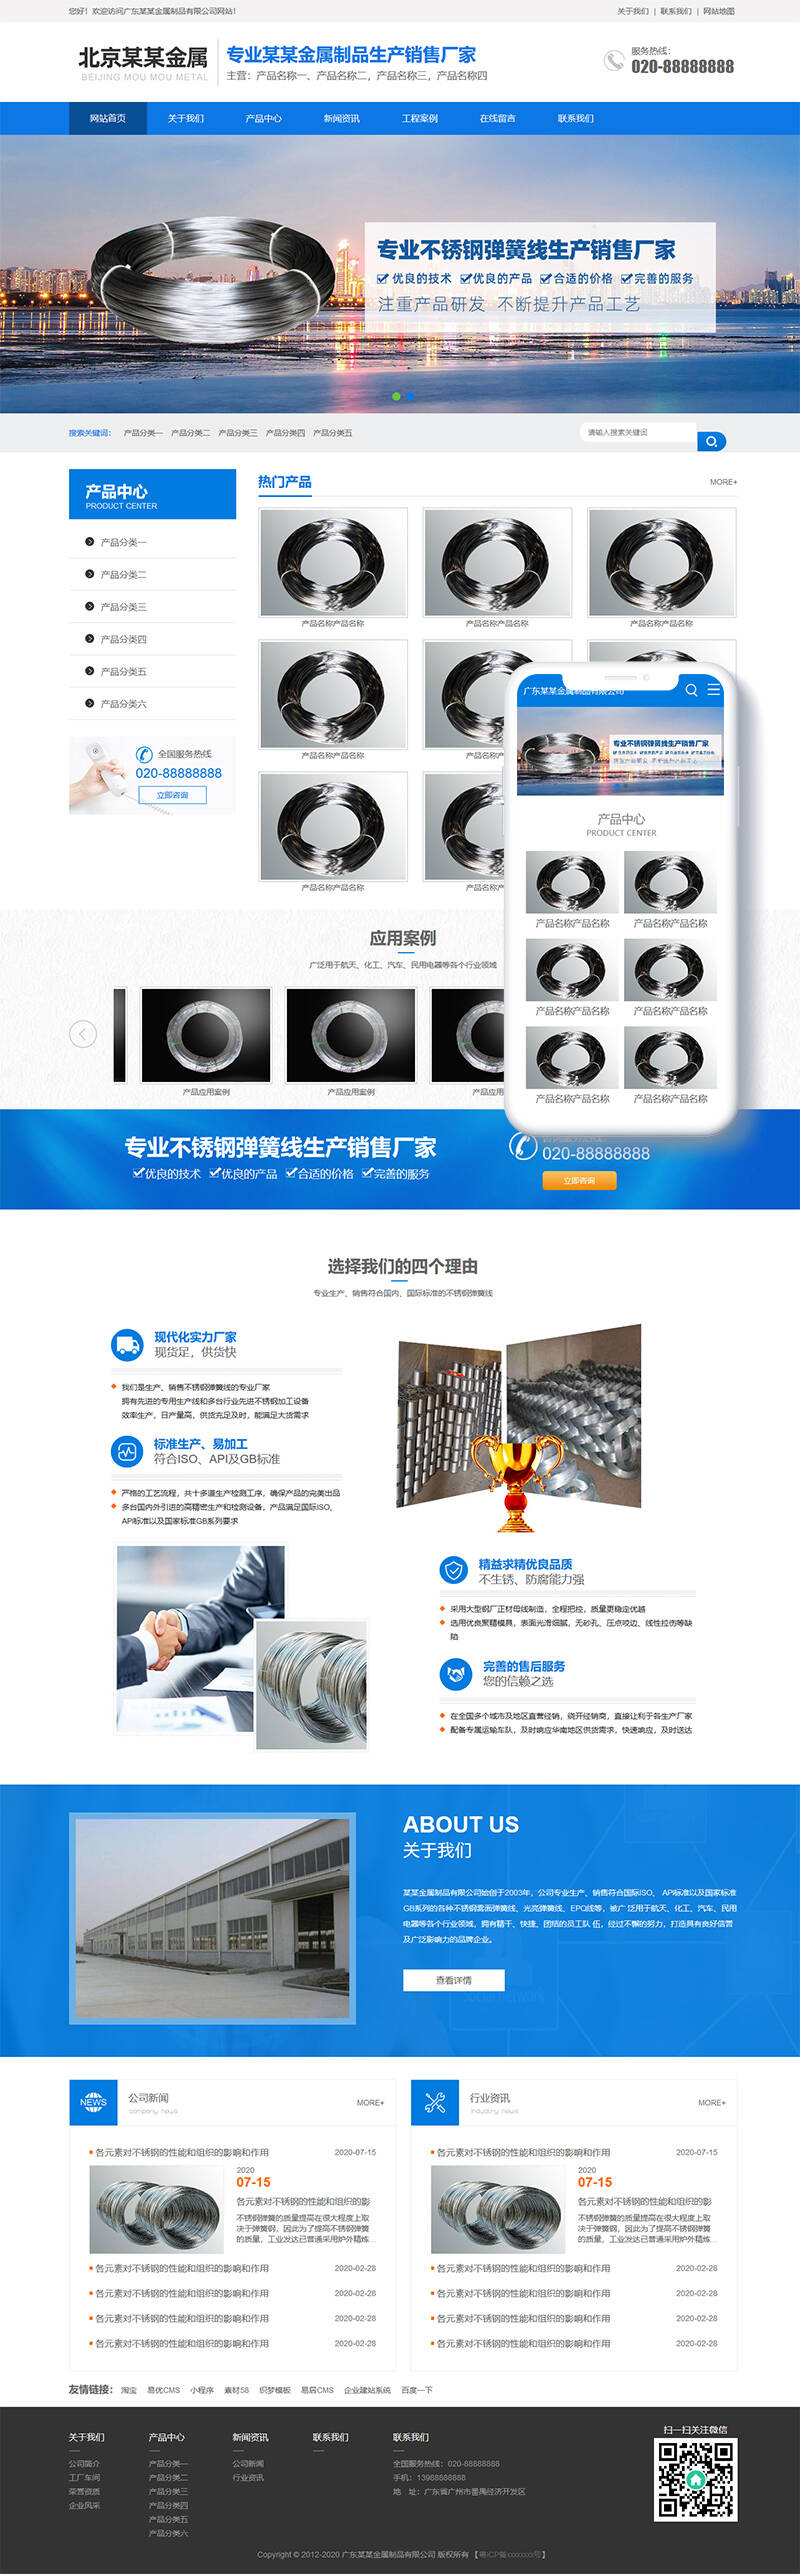 您好！欢迎访问广东某某金属制品有限公司网站！
关于我们 | 联系我们 | 网站地图
北京某某金属
BEIJING MOU MOU METAL
专业某某金属制品生产销售厂家
主营：产品名称一、产品名称二，产品名称三，产品名称四
服务热线：
020-88888888
网站首页 关于我们 产品中心 新闻资讯 工程案例 在线留言 联系我们
专业不锈钢弹簧线生产销售厂家
优良的技术 优良的产品 合适的价格 完善的服务
注重产品研发 不断提升产品工艺
搜索关键词： 产品分类一 产品分类二 产品分类三 产品分类四 产品分类五
请输入搜索关键词
产品中心
PRODUCT CENTER
产品分类一
产品分类二
产品分类三
产品分类四
产品分类五
产品分类六
全国服务热线
020-88888888
立即咨询
热门产品
MORE+
产品名称产品名称 产品名称产品名称 产品名称产品名称
产品名称产品名称 产品名称
产品名称产品名称 产品名称
广东某某金属制品有限公司
专业不锈钢弹簧线生产销售厂家
产品中心
PRODUCT CENTER
产品名称产品名称 产品名称产品名称
产品名称产品名称 产品名称产品名称
产品名称产品名称 产品名称产品名称
应用案例
广泛用于航天、化工、汽车、民用电器等各个行业领域
产品应用案例 产品应用案例 产品应用
专业不锈钢弹簧线生产销售厂家
优良的技术 优良的产品 合适的价格 完善的服务
020-88888888
立即咨询
选择我们的四个理由
专业生产、销售符合国内、国际标准的不锈钢弹簧线
现代化实力厂家
现货足，供货快
我们是生产、销售不锈钢弹簧线的专业厂家
拥有先进的专用生产线和多台行业先进不锈钢加工设备
效率生产，日产量高，供货充足及时，能满足大货需求
标准生产、易加工
符合ISO、API及GB标准
严格的工艺流程，共十多道生产检测工序，确保产品的完美出品
多台国内外引进的高精密生产和检测设备，产品满足国际ISO、
API标准以及国家标准GB系列要求
精益求精优良品质
不生锈、防腐能力强
采用大型钢厂正材母线制造，全程把控，质量更稳定优越
选用优良聚精模具，表面光滑细腻，无砂孔、压点咬边、线性拉伤等缺
陷
完善的售后服务
您的信赖之选
在全国多个城市及地区直营经销，绕开经销商，直接让利于各生产厂家
配备专属运输车队，及时响应华南地区供货需求，快速响应，及时送达
ABOUT US
关于我们
某某金属制品有限公司始创于2003年，公司专业生产、销售符合国际ISO、 API标准以及国家标准
GB系列的各种不锈钢雾面弹簧线、光亮弹簧线、EPQ线等，被广 泛用于航天、化工、汽车、民用
电器等各个行业领域，拥有精干、快捷、团结的员工队 伍，经过不懈的努力，打造具有良好信誉
及广泛影响力的品牌企业。
查看详情
NEWS
公司新闻
company news
MORE+
各元素对不锈钢的性能和组织的影响和作用 2020-07-15
2020
07-15
各元素对不锈钢的性能和组织的影
不锈钢弹簧的质量提高在很大程度上取
决于弹簧钢，因此为了提高不锈钢弹簧
的质量，工业发达已普通采用炉外精炼...
各元素对不锈钢的性能和组织的影响和作用 2020-02-28
各元素对不锈钢的性能和组织的影响和作用 2020-02-28
各元素对不锈钢的性能和组织的影响和作用 2020-02-28
各元素对不锈钢的性能和组织的影响和作用 2020-02-28
行业资讯
industry news
MORE+
各元素对不锈钢的性能和组织的影响和作用 2020-07-15
2020
07-15
各元素对不锈钢的性能和组织的影
不锈钢弹簧的质量提高在很大程度上取
决于弹簧钢，因此为了提高不锈钢弹簧
的质量，工业发达已普通采用炉外精炼...
各元素对不锈钢的性能和组织的影响和作用 2020-02-28
各元素对不锈钢的性能和组织的影响和作用 2020-02-28
各元素对不锈钢的性能和组织的影响和作用 2020-02-28
各元素对不锈钢的性能和组织的影响和作用 2020-02-28
友情链接： 淘宝 易优CMS 小程序 素材58 织梦模板 易居CMS 企业建站系统 百度一下
关于我们
公司简介
工厂车间
荣誉资质
企业风采
产品中心
产品分类一
产品分类二
产品分类三
产品分类四
产品分类五
产品分类六
新闻资讯
公司新闻
行业资讯
联系我们
联系我们
全国服务热线：020-88888888
手机：13988888888
地 址：广东省广州市番禺经济开发区
扫一扫关注微信
Copyright © 2012-2020 广东某某金属制品有限公司 版权所有 【粤ICP备xxxxxxxx号】